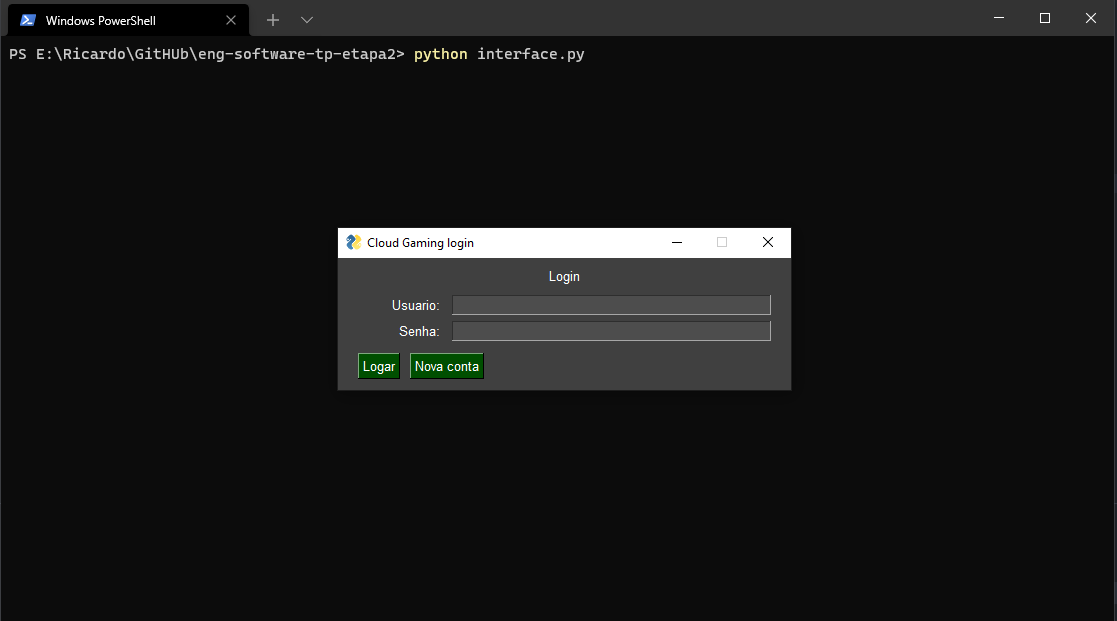 Windows PowerShell
PS E:\Ricardo\GitHUb\eng-software-tp-etapa2> python interface.py
Cloud Gaming login
Login
Usuario:
Senha:
Logar Nova conta